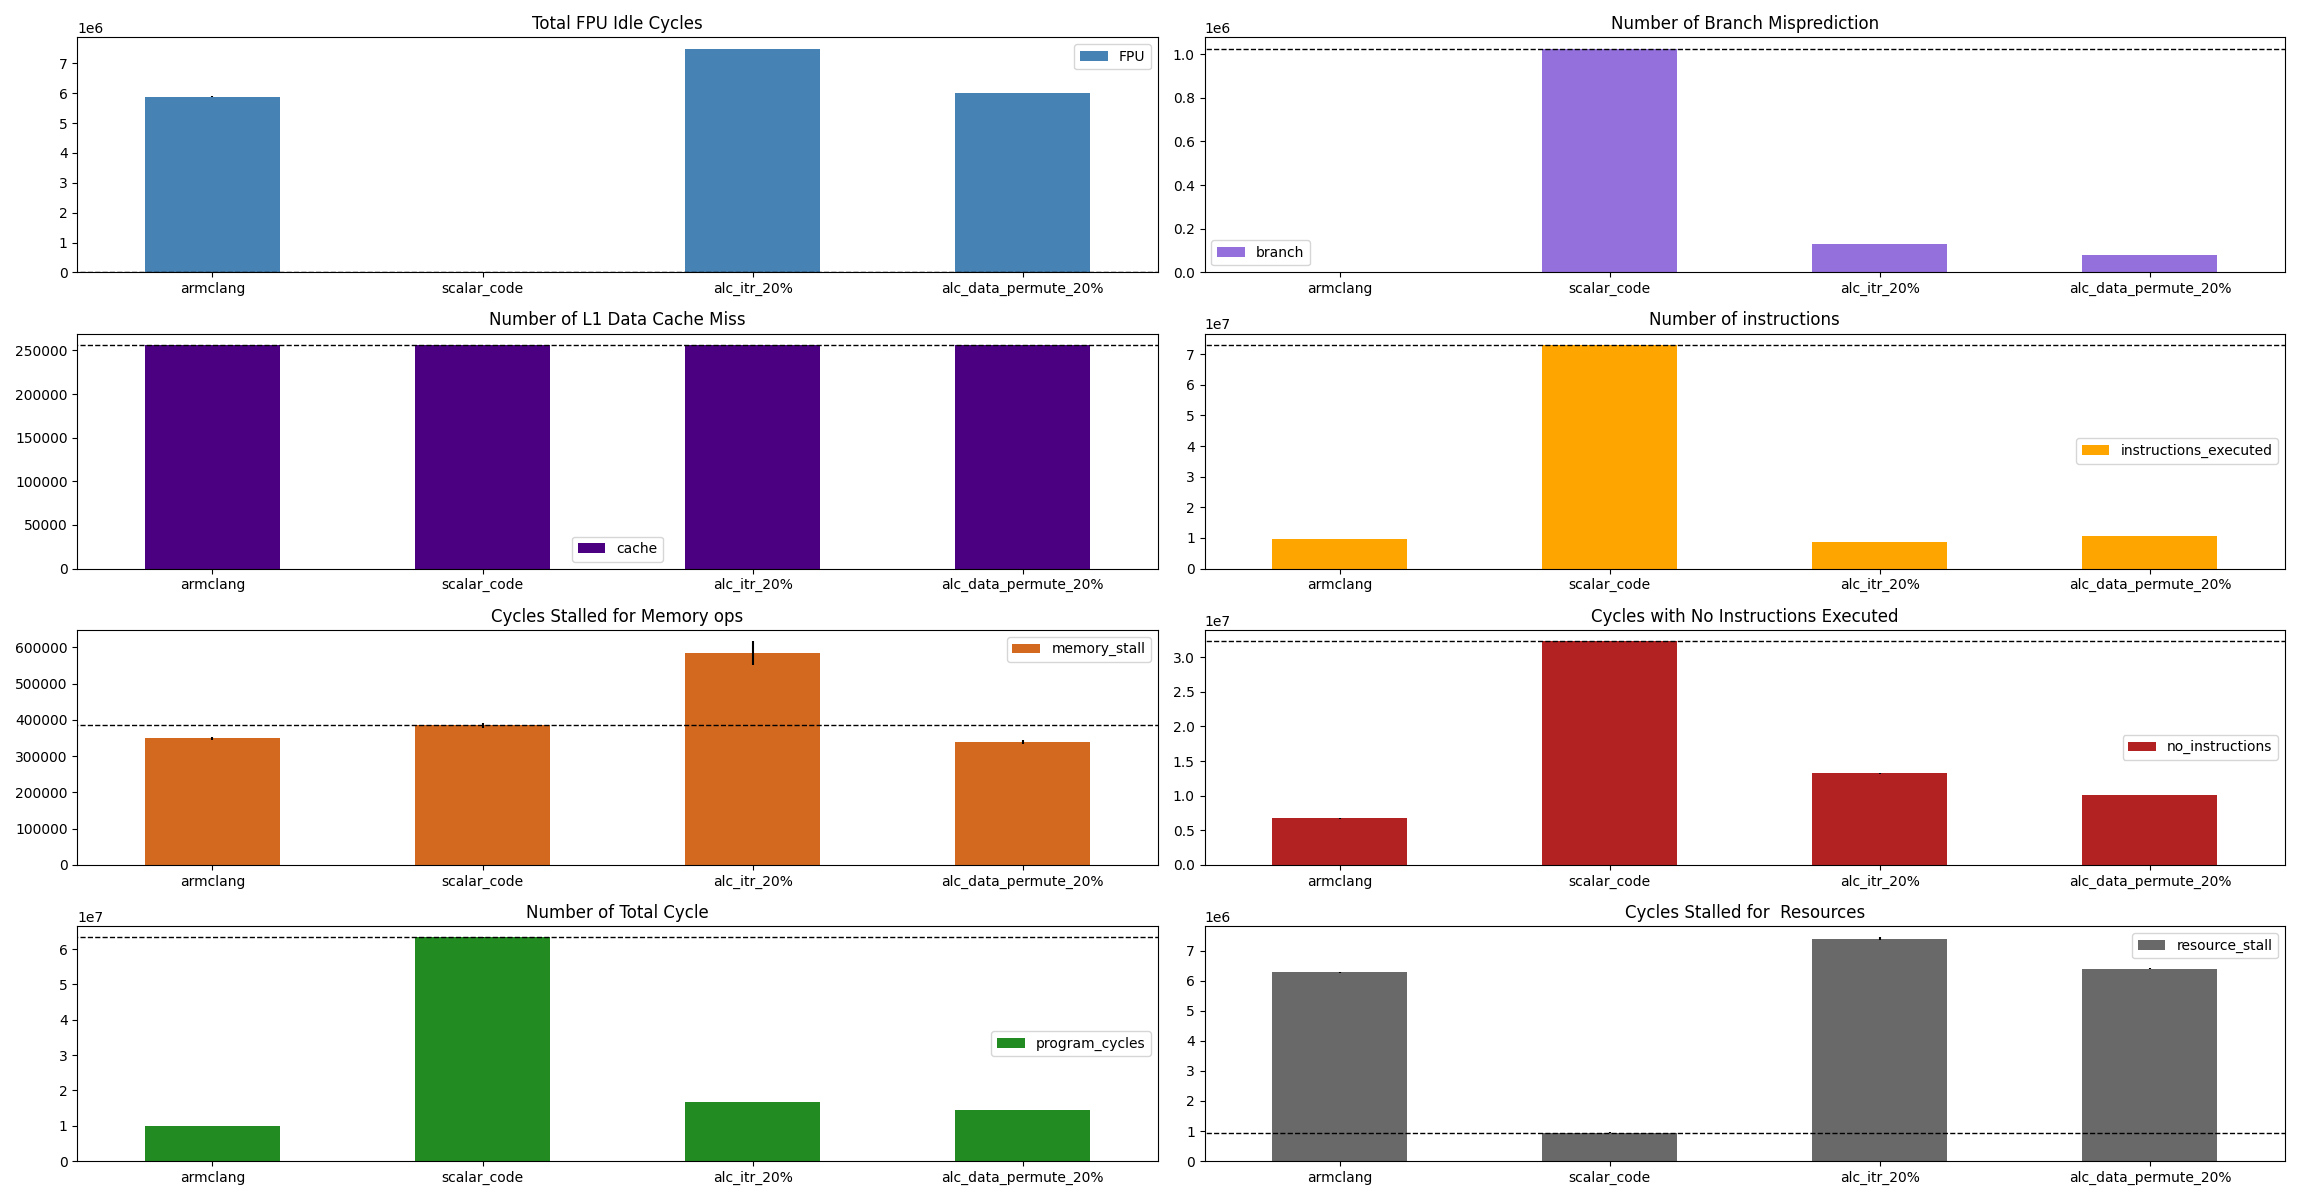 Total FPU Idle Cycles
1e6
7
6
5
4
3
2
1
0
FPU
armclang
scalar_code
alc_itr_20%
alc_data_permute_20%
Number of Branch Misprediction
1e6
1.0
0.8
0.6
0.4
0.2
0.0
branch
armclang
scalar_code
alc_itr_20%
alc_data_permute_20%
Number of L1 Data Cache Miss
250000
200000
150000
100000
50000
0
cache
armclang
scalar_code
alc_itr_20%
alc_data_permute_20%
Number of instructions
1e7
7
6
5
4
3
2
1
0
instructions_executed
armclang
scalar_code
alc_itr_20%
alc_data_permute_20%
Cycles Stalled for Memory ops
600000
500000
400000
300000
200000
100000
0
memory_stall
armclang
scalar_code
alc_itr_20%
alc_data_permute_20%
Cycles with No Instructions Executed
1e7
3.0
2.5
2.0
1.5
1.0
0.5
0.0
no_instructions
armclang
scalar_code
alc_itr_20%
alc_data_permute_20%
Number of Total Cycle
1e7
6
5
4
3
2
1
0
program_cycles
armclang
scalar_code
alc_itr_20%
alc_data_permute_20%
Cycles Stalled for  Resources
1e6
7
6
5
4
3
2
1
0
resource_stall
armclang
scalar_code
alc_itr_20%
alc_data_permute_20%